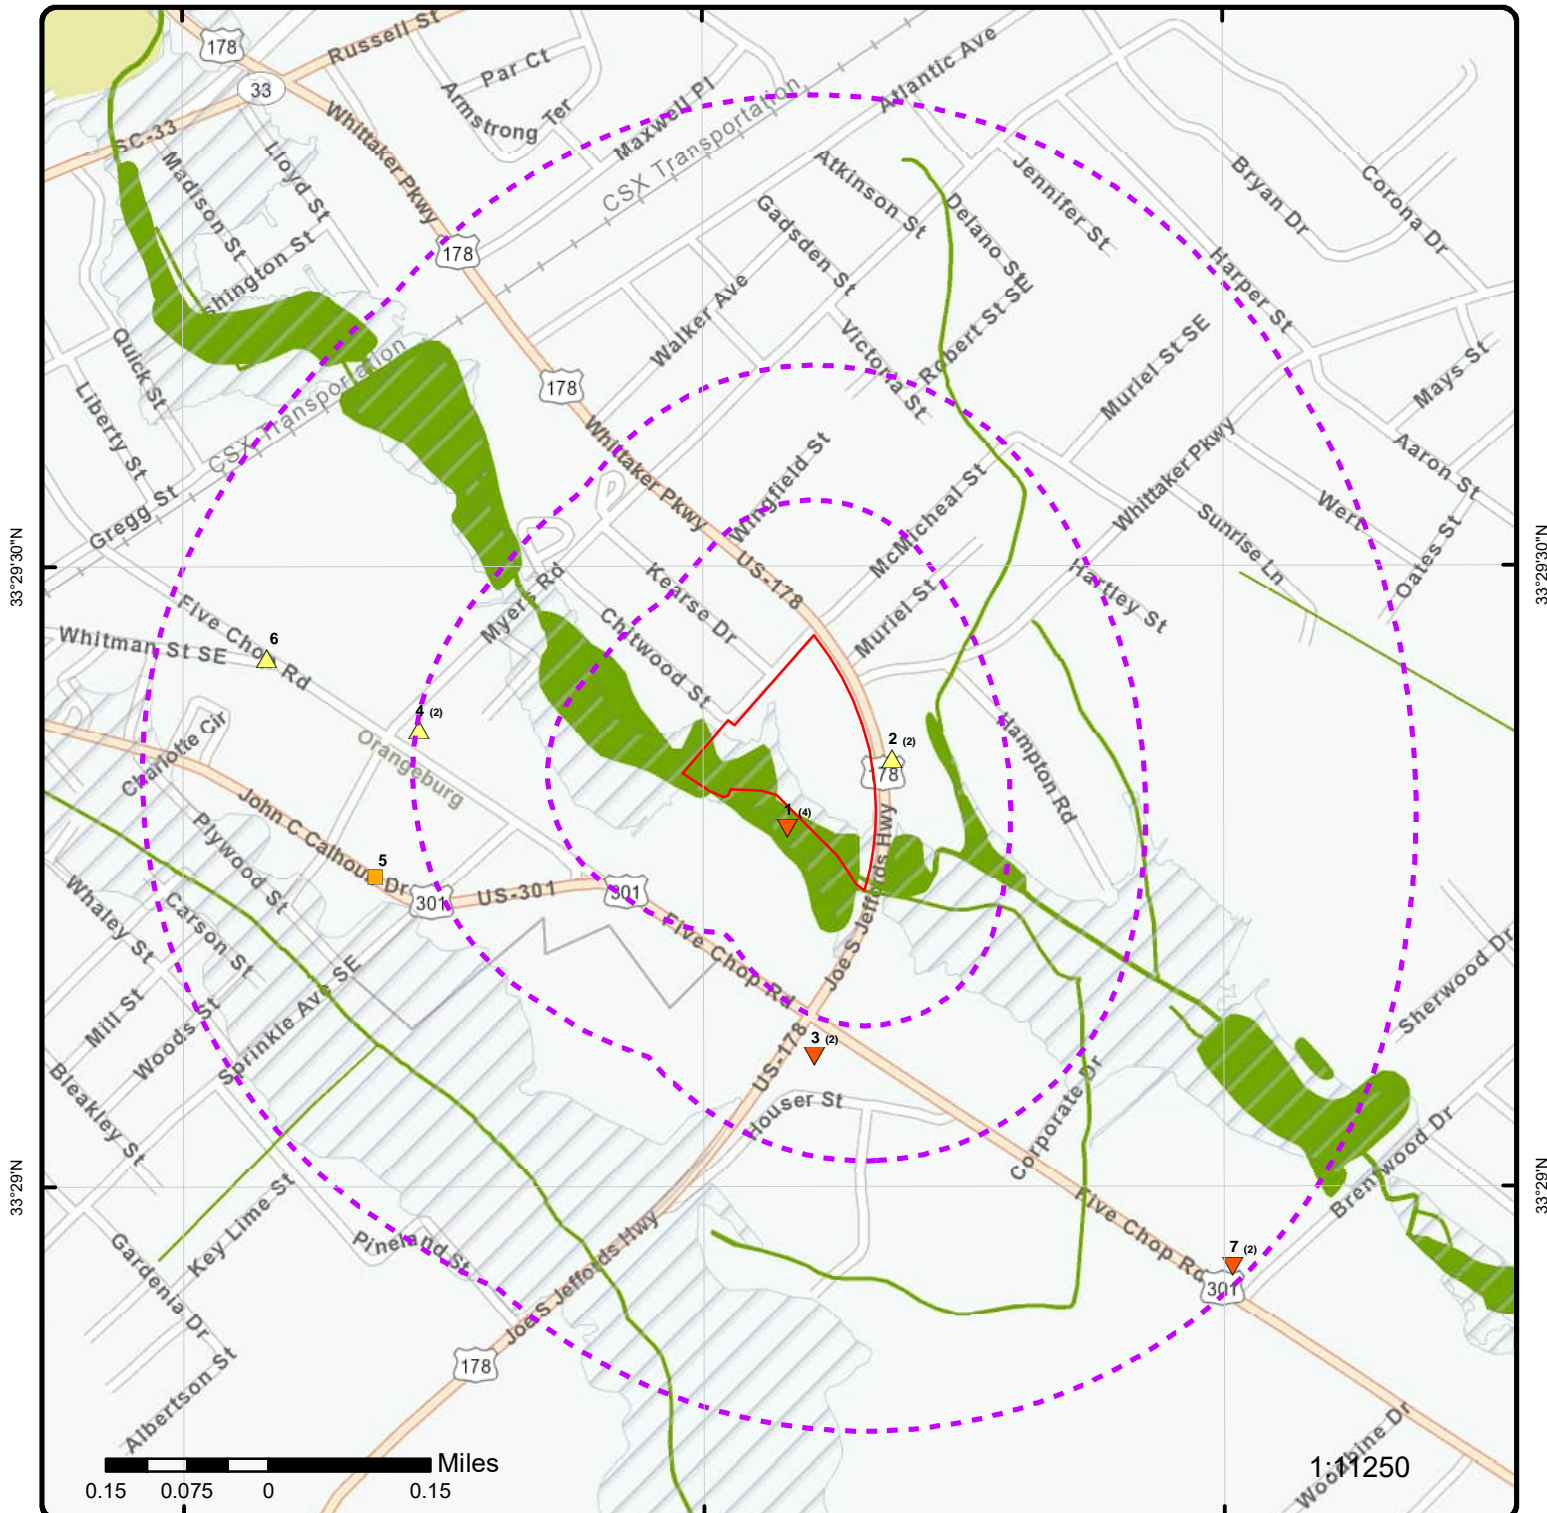 178
Russell St
33
Par Ct
Armstrong Ter
Maxwell Pl
Atlantic Ave
CSX Transportation
SC-33
Whittaker Pkwy
Lloyd St
Madison St
shington St
178
Atkinson St
Gadsden St
Delano St
Jennifer St
Bryan Dr
Corona Dr
Harper St
Robert St SE
Walker Ave
Victoria St
Muriel St SE
Mays St
Quick St
Liberty St
CSX Transportation
178
Whittaker Pkwy
Wingfield St
McMicheal St
Whittaker Pkwy
Aaron St
Wert
Sunrise Ln
Oates St
Gregg St
33°29'30"N
33°29'30"N
US-178
Kearse Dr
Muriel St
Hartley St
Myers Rd
Chitwood St
Five Chop Rd
Whitman St SE
6
4 (2)
Orangeburg
2 (2)
178
Hampton Rd
Charlotte Cir
1 (4)
John C Calhoun Dr
5
301
US-301
301
Plywood St
Joe S Jeffords Hwy
Five Chop Rd
Whaley St
Carson St
Sherwood Dr
Mill St
Woods St
Sprinkle Ave SE
3 (2)
US-178
Houser St
Corporate Dr
Bleakley St
33°29'N
33°29'N
Brentwood Dr
Key Lime St
Five Chop Rd
Pineland St
Joe S Jeffords Hwy
Gardenia Dr
7 (2)
301
178
Albertson St
Woodbine Dr
Miles
1:11250
0.15 0.075 0 0.15